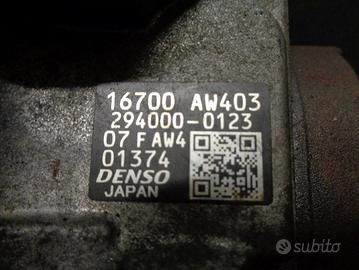 16700 AW403
294000-0123
07 F AW4
01374
DENSO
JAPAN
subito